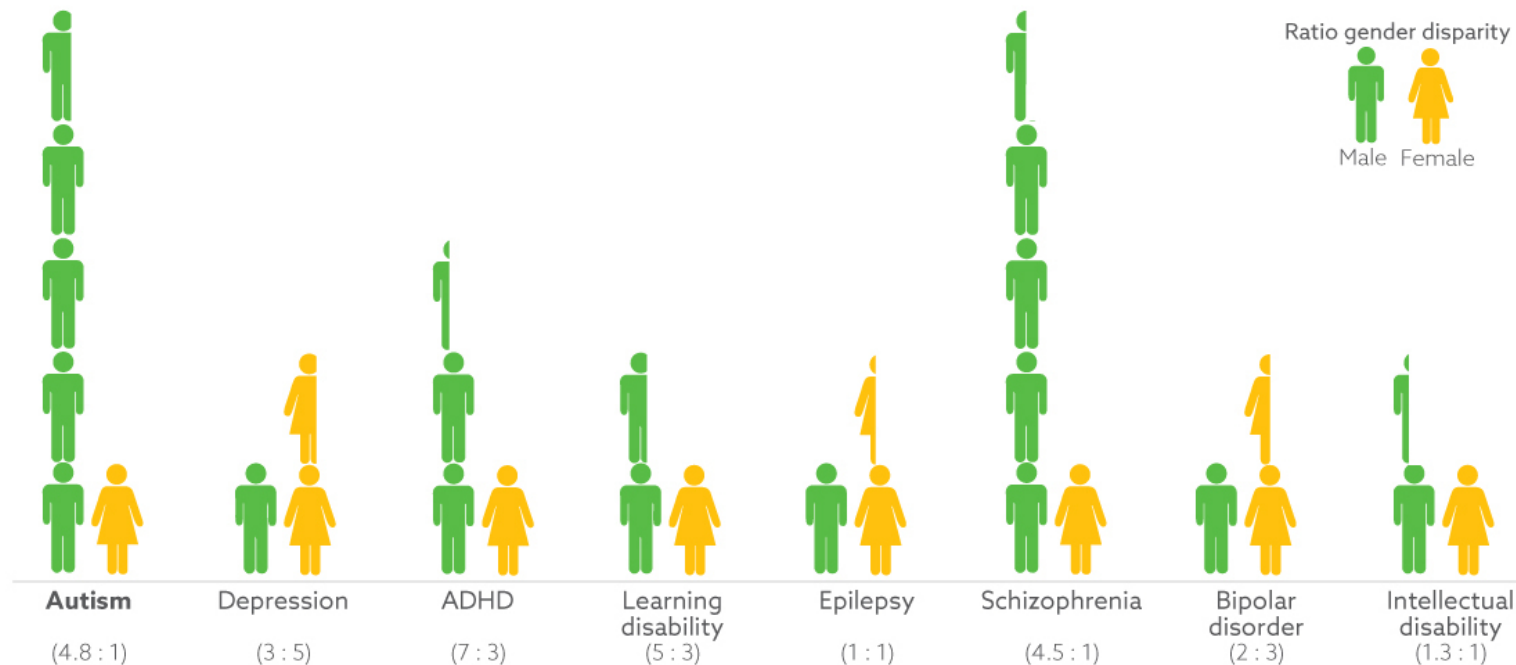 Ratio gender disparity
Male Female
Autism
(4.8 : 1)
Depression
(3 : 5)
ADHD
(7 : 3)
Learning
disability
(5 : 3)
Epilepsy
(1 : 1)
Schizophrenia
(4.5 : 1)
Bipolar
disorder
(2 : 3)
Intellectual
disability
(1.3 : 1)